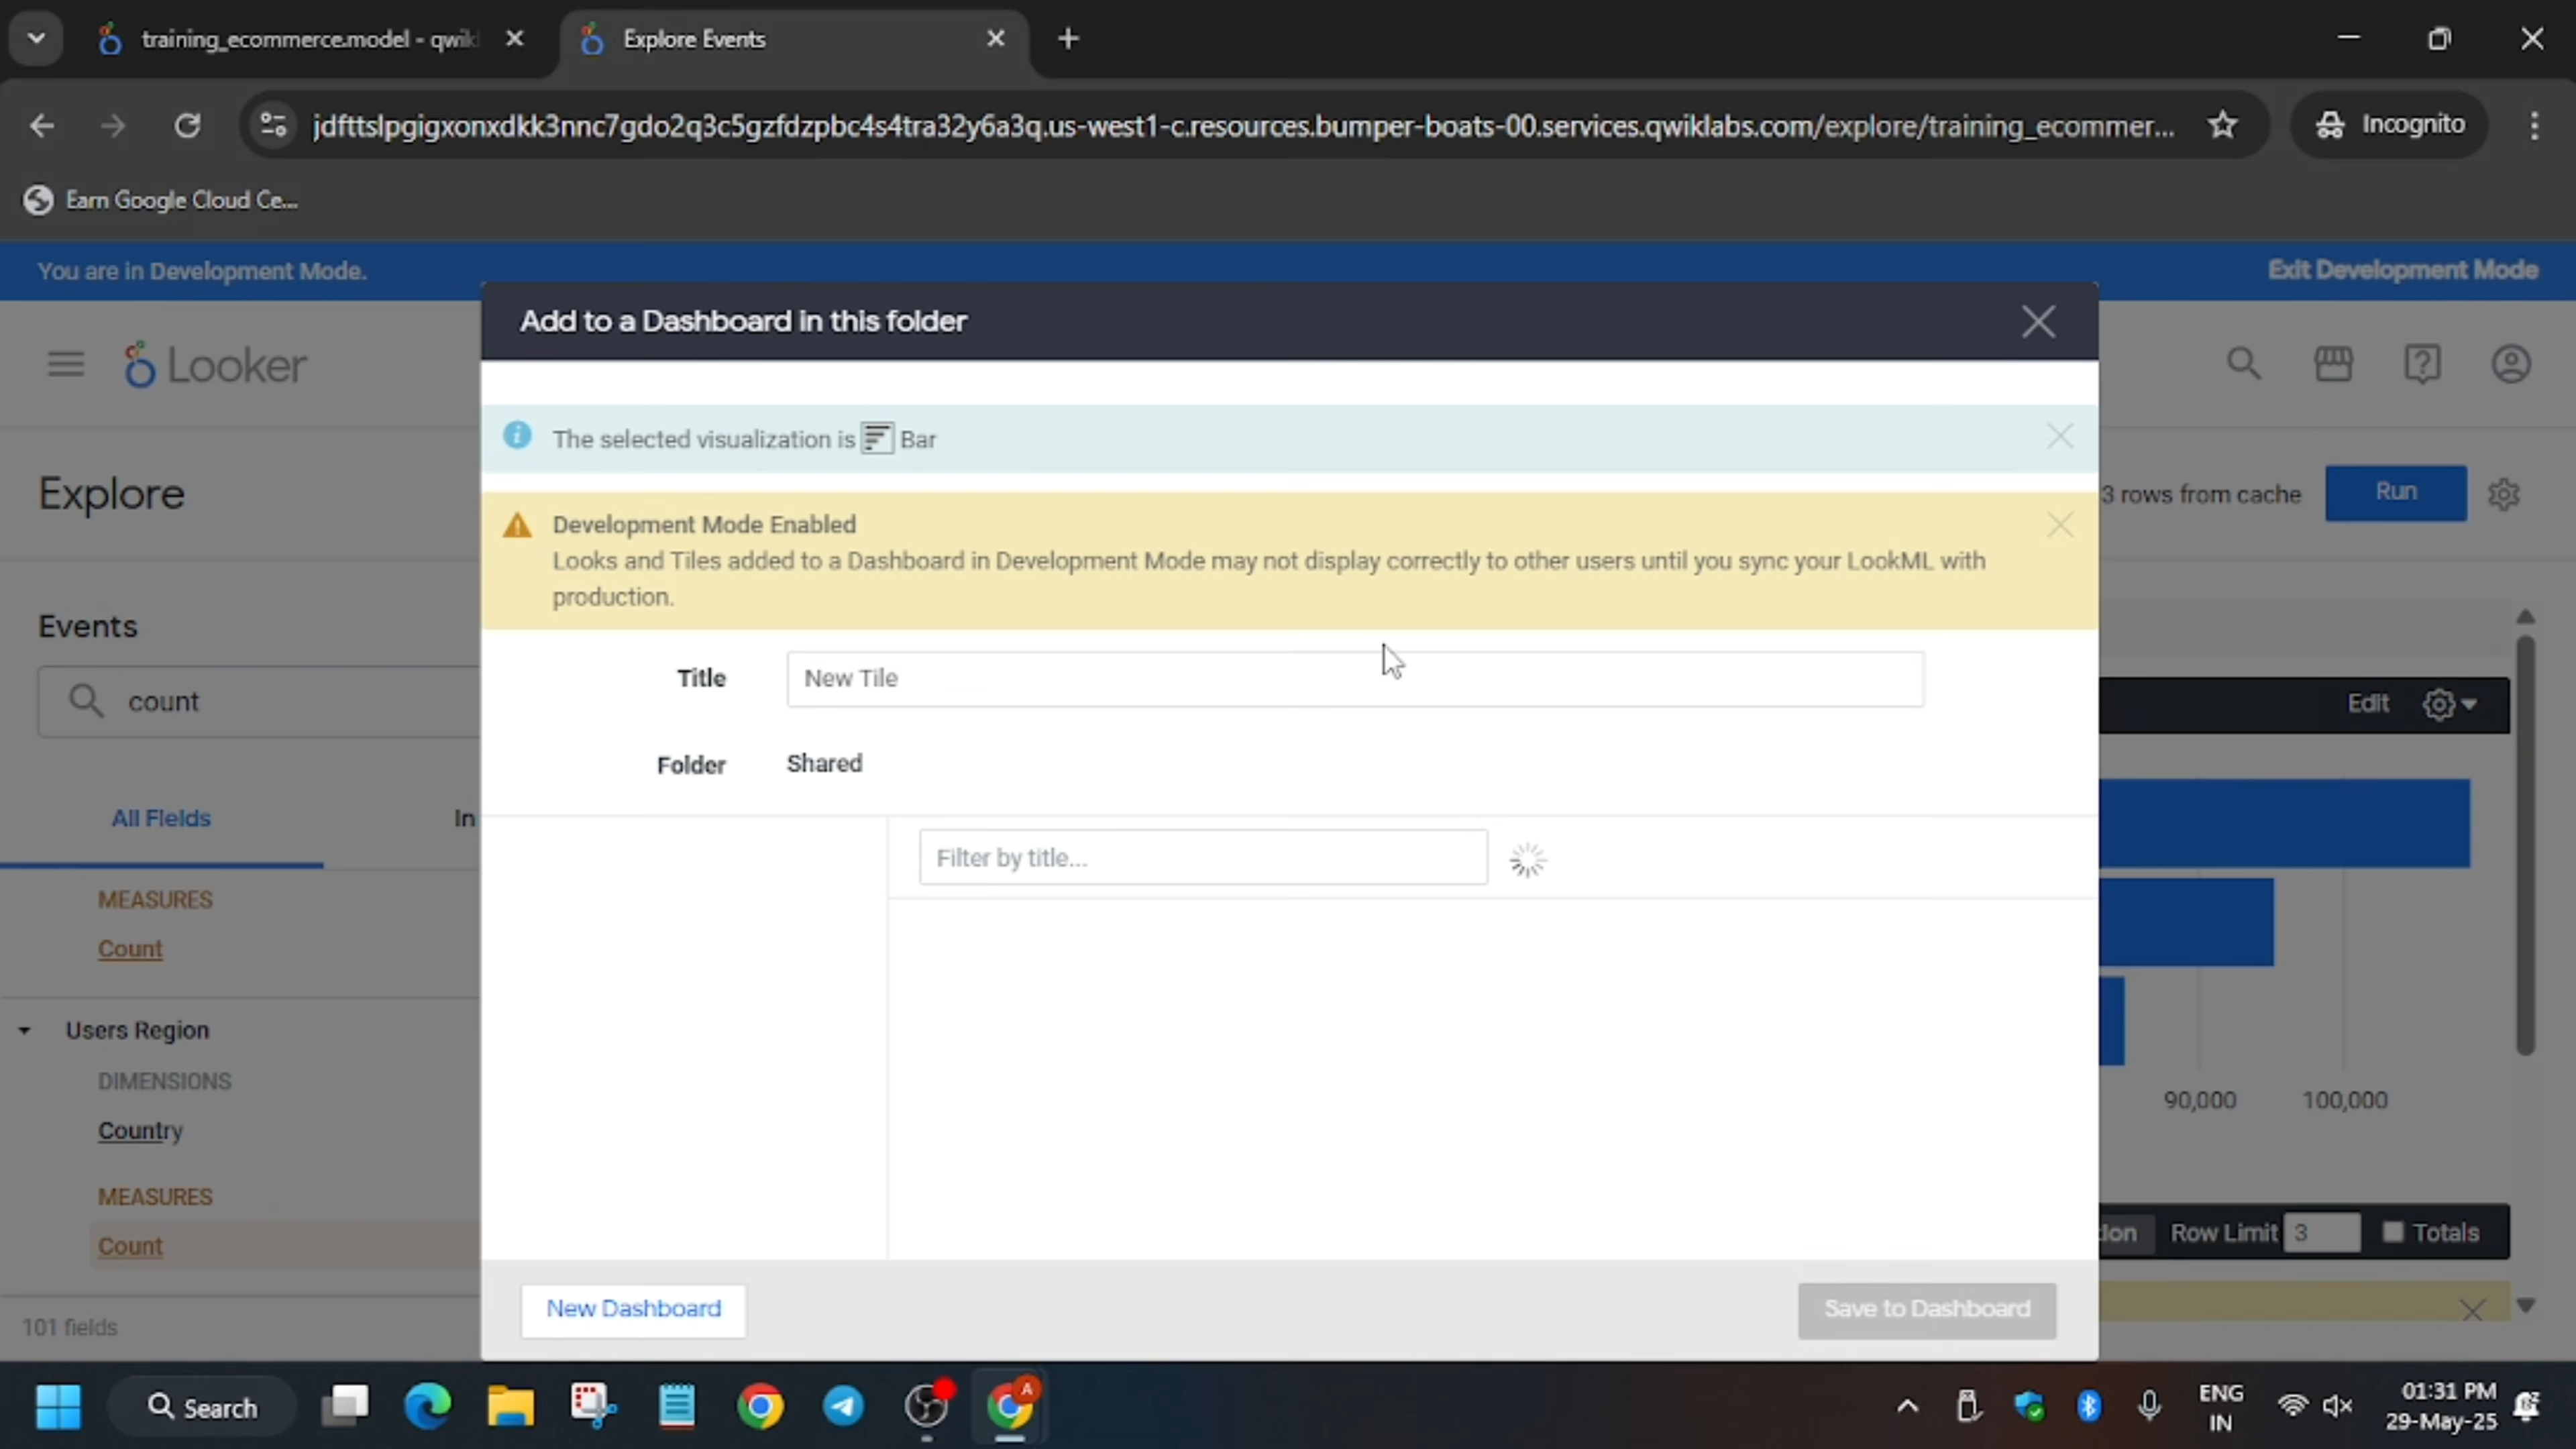 training_ecommerce.model - qwikl
Explore Events
jdfttslpgigxonxdkk3nnc7gdo2q3c5gzfdzpbc4s4tra32y6a3q.us-west1-c.resources.bumper-boats-00.services.qwiklabs.com/explore/training_ecommer...
Incognito
Earn Google Cloud Ce...
You are in Development Mode.
Exit Development Mode
Looker
Add to a Dashboard in this folder
The selected visualization is Bar
Explore
3 rows from cache
Run
Development Mode Enabled
Looks and Tiles added to a Dashboard in Development Mode may not display correctly to other users until you sync your LookML with
production.
Events
count
Title
New Tile
Edit
Folder
Shared
All Fields
In
Filter by title...
MEASURES
Count
Users Region
DIMENSIONS
Country
90,000
100,000
MEASURES
Count
tion
Row Limit
3
Totals
101 fields
New Dashboard
Save to Dashboard
Search
A
ENG
IN
01:31 PM
29-May-25